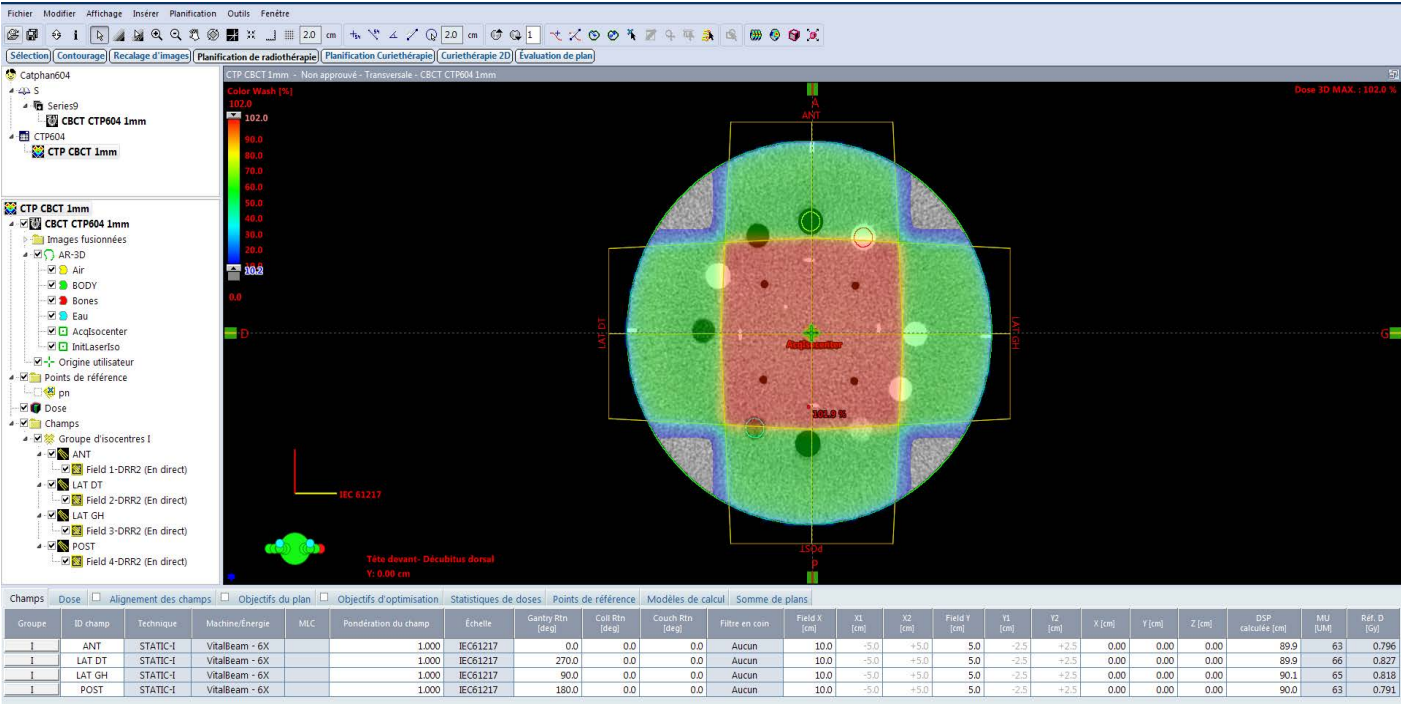 Fichier Modifier Affichage Insérer Planification Outils Fenêtre
2.0 cm 2.0 cm 1
Sélection Contourage Recalage d'images Planification de radiothérapie Planification Curiethérapie Curiethérapie 2D Évaluation de plan
Catphan604
S
Series9
CBCT CTP604 1mm
CTP604
CTP CBCT 1mm
CTP CBCT 1mm
CBCT CTP604 1mm
Images fusionnées
AR-3D
Air
BODY
Bones
Eau
AcqIsocenter
InitLaserIso
Origine utilisateur
Points de référence
pn
Dose
Champs
Groupe d'isocentres I
ANT
Field 1-DRR2 (En direct)
LAT DT
Field 2-DRR2 (En direct)
LAT GH
Field 3-DRR2 (En direct)
POST
Field 4-DRR2 (En direct)
CTP CBCT 1mm - Non approuvé - Transversale - CBCT CTP604 1mm
Color Wash [%]
102.0
102.0
90.0
80.0
70.0
60.0
50.0
40.0
30.0
20.0
10.2
0.0
Dose 3D MAX. : 102.0 %
A
ANT
D
LAT DT
LAT GH
G
AcqIsocenter
101.9 %
POST
P
IEC 61217
Tête devant- Décubitus dorsal
Y: 0.00 cm
Champs Dose Alignement des champs Objectifs du plan Objectifs d'optimisation Statistiques de doses Points de référence Modèles de calcul Somme de plans
Groupe ID champ Technique Machine/Énergie MLC Pondération du champ Échelle Gantry Rtn [deg] Coll Rtn [deg] Couch Rtn [deg] Filtre en coin Field X [cm] X1 [cm] X2 [cm] Field Y [cm] Y1 [cm] Y2 [cm] X [cm] Y [cm] Z [cm] DSP calculée [cm] MU [UM] Réf. D [Gy]
I ANT STATIC-I VitalBeam - 6X 1.000 IEC61217 0.0 0.0 0.0 Aucun 10.0 -5.0 +5.0 5.0 -2.5 +2.5 0.00 0.00 0.00 89.9 63 0.796
I LAT DT STATIC-I VitalBeam - 6X 1.000 IEC61217 270.0 0.0 0.0 Aucun 10.0 -5.0 +5.0 5.0 -2.5 +2.5 0.00 0.00 0.00 89.9 66 0.827
I LAT GH STATIC-I VitalBeam - 6X 1.000 IEC61217 90.0 0.0 0.0 Aucun 10.0 -5.0 +5.0 5.0 -2.5 +2.5 0.00 0.00 0.00 90.1 65 0.818
I POST STATIC-I VitalBeam - 6X 1.000 IEC61217 180.0 0.0 0.0 Aucun 10.0 -5.0 +5.0 5.0 -2.5 +2.5 0.00 0.00 0.00 90.0 63 0.791